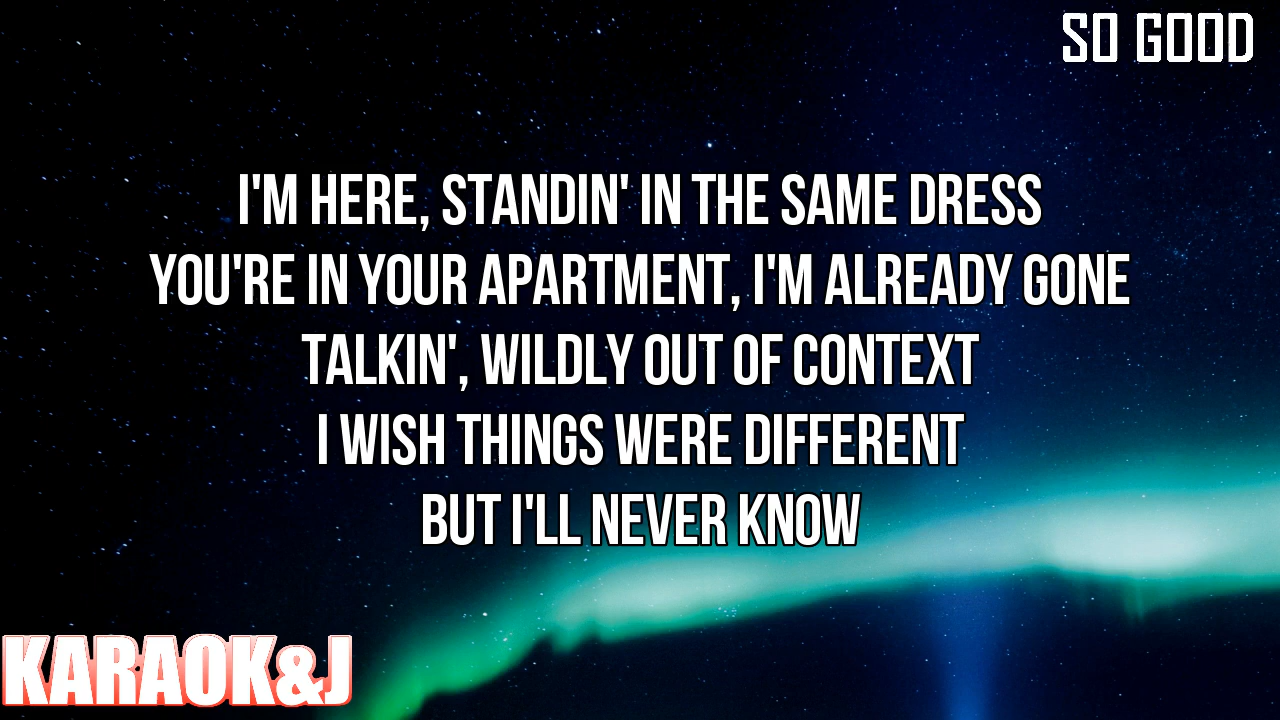 SO GOOD
I'M HERE, STANDIN' IN THE SAME DRESS
YOU'RE IN YOUR APARTMENT, I'M ALREADY GONE
TALKIN', WILDLY OUT OF CONTEXT
I WISH THINGS WERE DIFFERENT
BUT I'LL NEVER KNOW
KARAOK&J